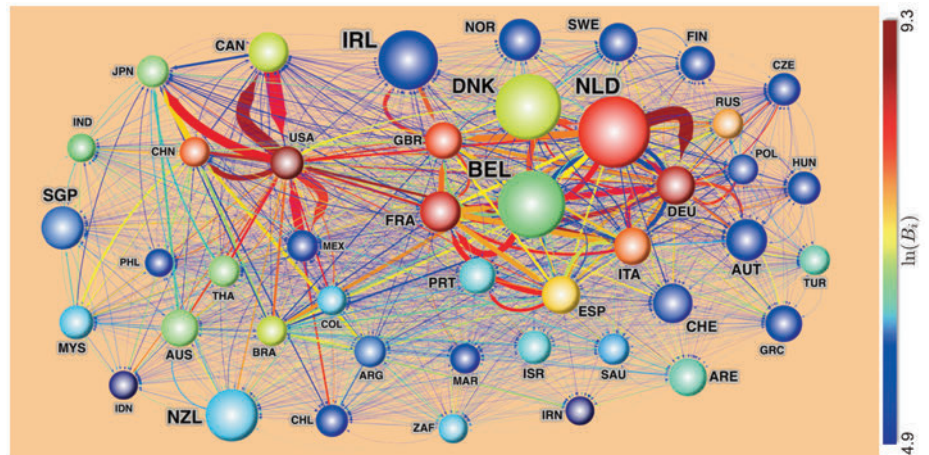 NOR
SWE
CAN
IRL
FIN
JPN
DNK
NLD
CZE
RUS
IND
USA
CHN
GBR
POL
HUN
BEL
SGP
DEU
FRA
MEX
PHL
ITA
AUT
PRT
THA
TUR
ESP
COL
CHE
MYS
AUS
BRA
GRC
ARG
MAR
ISR
SAU
ARE
IDN
NZL
CHL
ZAF
IRN
9.3
ln(Bi)
4.9